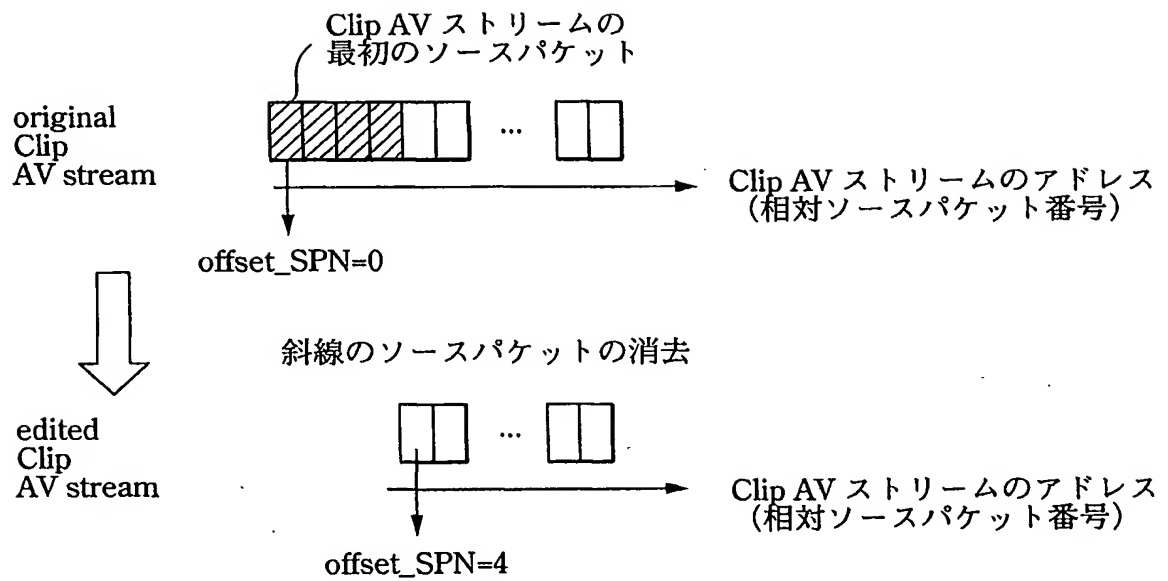 Clip AV ストリームの
最初のソースパケット
original
Clip
AV stream
...
Clip AV ストリームのアドレス
（相対ソースパケット番号）
offset_SPN=0
斜線のソースパケットの消去
edited
Clip
AV stream
...
Clip AV ストリームのアドレス
（相対ソースパケット番号）
offset_SPN=4